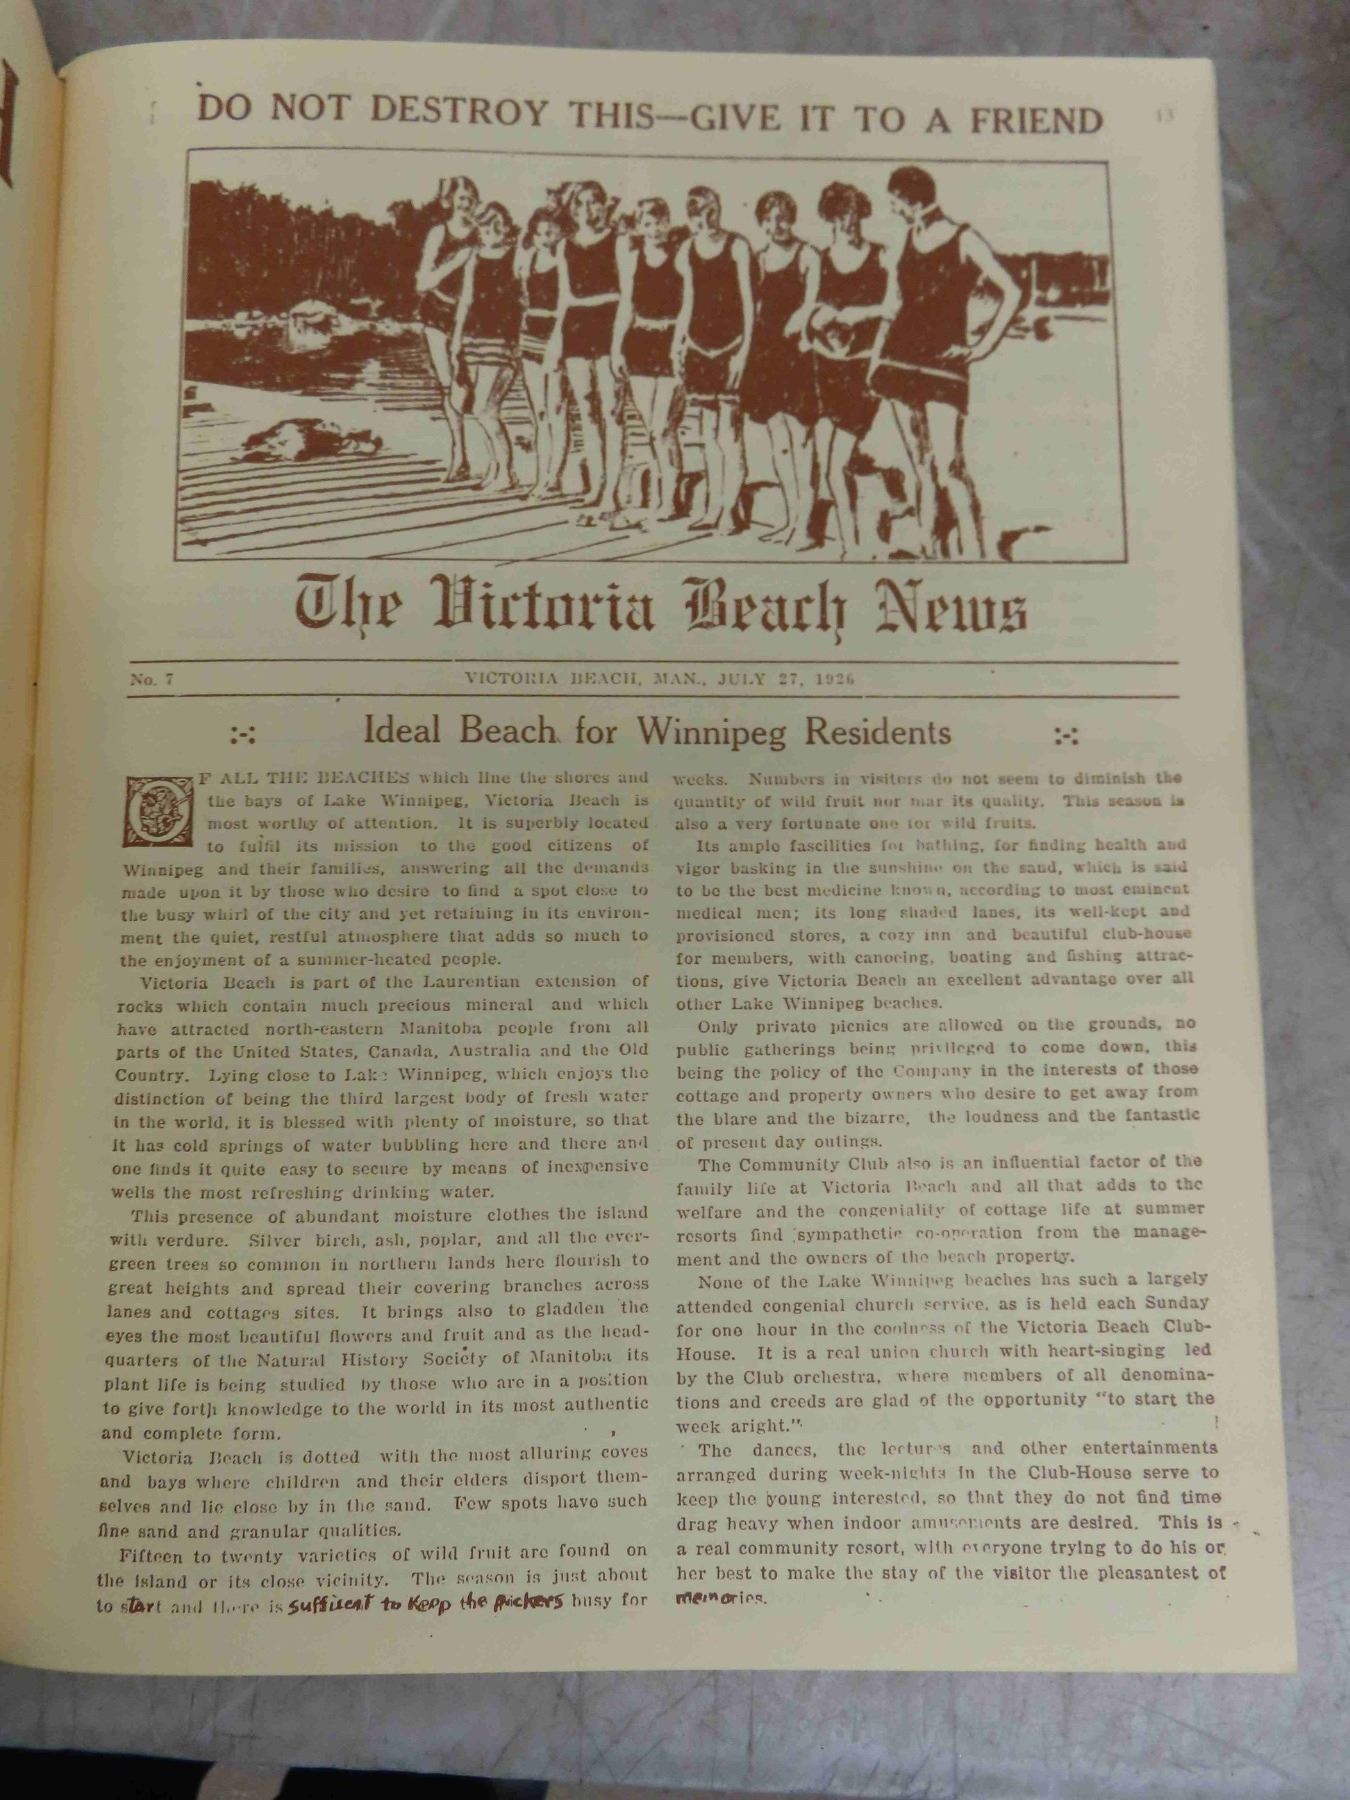 DO NOT DESTROY THIS—GIVE IT TO A FRIEND
13
The Victoria Beach News
No. 7
VICTORIA BEACH, MAN., JULY 27, 1926
:-: Ideal Beach for Winnipeg Residents :-:
OF ALL THE BEACHES which line the shores and
the bays of Lake Winnipeg, Victoria Beach is
most worthy of attention. It is superbly located
to fulfil its mission to the good citizens of
Winnipeg and their families, answering all the demands
made upon it by those who desire to find a spot close to
the busy whirl of the city and yet retaining in its environ-
ment the quiet, restful atmosphere that adds so much to
the enjoyment of a summer-heated people.
Victoria Beach is part of the Laurentian extension of
rocks which contain much precious mineral and which
have attracted north-eastern Manitoba people from all
parts of the United States, Canada, Australia and the Old
Country. Lying close to Lake Winnipeg, which enjoys the
distinction of being the third largest body of fresh water
in the world, it is blessed with plenty of moisture, so that
it has cold springs of water bubbling here and there and
one finds it quite easy to secure by means of inexpensive
wells the most refreshing drinking water.
This presence of abundant moisture clothes the island
with verdure. Silver birch, ash, poplar, and all the ever-
green trees so common in northern lands here flourish to
great heights and spread their covering branches across
lanes and cottages sites. It brings also to gladden the
eyes the most beautiful flowers and fruit and as the head-
quarters of the Natural History Society of Manitoba its
plant life is being studied by those who are in a position
to give forth knowledge to the world in its most authentic
and complete form.
Victoria Beach is dotted with the most alluring coves
and bays where children and their elders disport them-
selves and lie close by in the sand. Few spots have such
fine sand and granular qualities.
Fifteen to twenty varieties of wild fruit are found on
the island or its close vicinity. The season is just about
to start and there is sufficent to keep the pickers busy for
weeks. Numbers in visitors do not seem to diminish the
quantity of wild fruit nor mar its quality. This season is
also a very fortunate one for wild fruits.
Its ample fascilities for bathing, for finding health and
vigor basking in the sunshine on the sand, which is said
to be the best medicine known, according to most eminent
medical men; its long shaded lanes, its well-kept and
provisioned stores, a cozy inn and beautiful club-house
for members, with canoeing, boating and fishing attrac-
tions, give Victoria Beach an excellent advantage over all
other Lake Winnipeg beaches.
Only private picnics are allowed on the grounds, no
public gatherings being privileged to come down, this
being the policy of the Company in the interests of those
cottage and property owners who desire to get away from
the blare and the bizarre, the loudness and the fantastic
of present day outings.
The Community Club also is an influential factor of the
family life at Victoria Beach and all that adds to the
welfare and the congeniality of cottage life at summer
resorts find sympathetic co-operation from the manage-
ment and the owners of the beach property.
None of the Lake Winnipeg beaches has such a largely
attended congenial church service, as is held each Sunday
for one hour in the coolness of the Victoria Beach Club-
House. It is a real union church with heart-singing led
by the Club orchestra, where members of all denomina-
tions and creeds are glad of the opportunity "to start the
week aright."
The dances, the lectures and other entertainments
arranged during week-nights in the Club-House serve to
keep the young interested, so that they do not find time
drag heavy when indoor amusements are desired. This is
a real community resort, with everyone trying to do his or
her best to make the stay of the visitor the pleasantest of
memories.